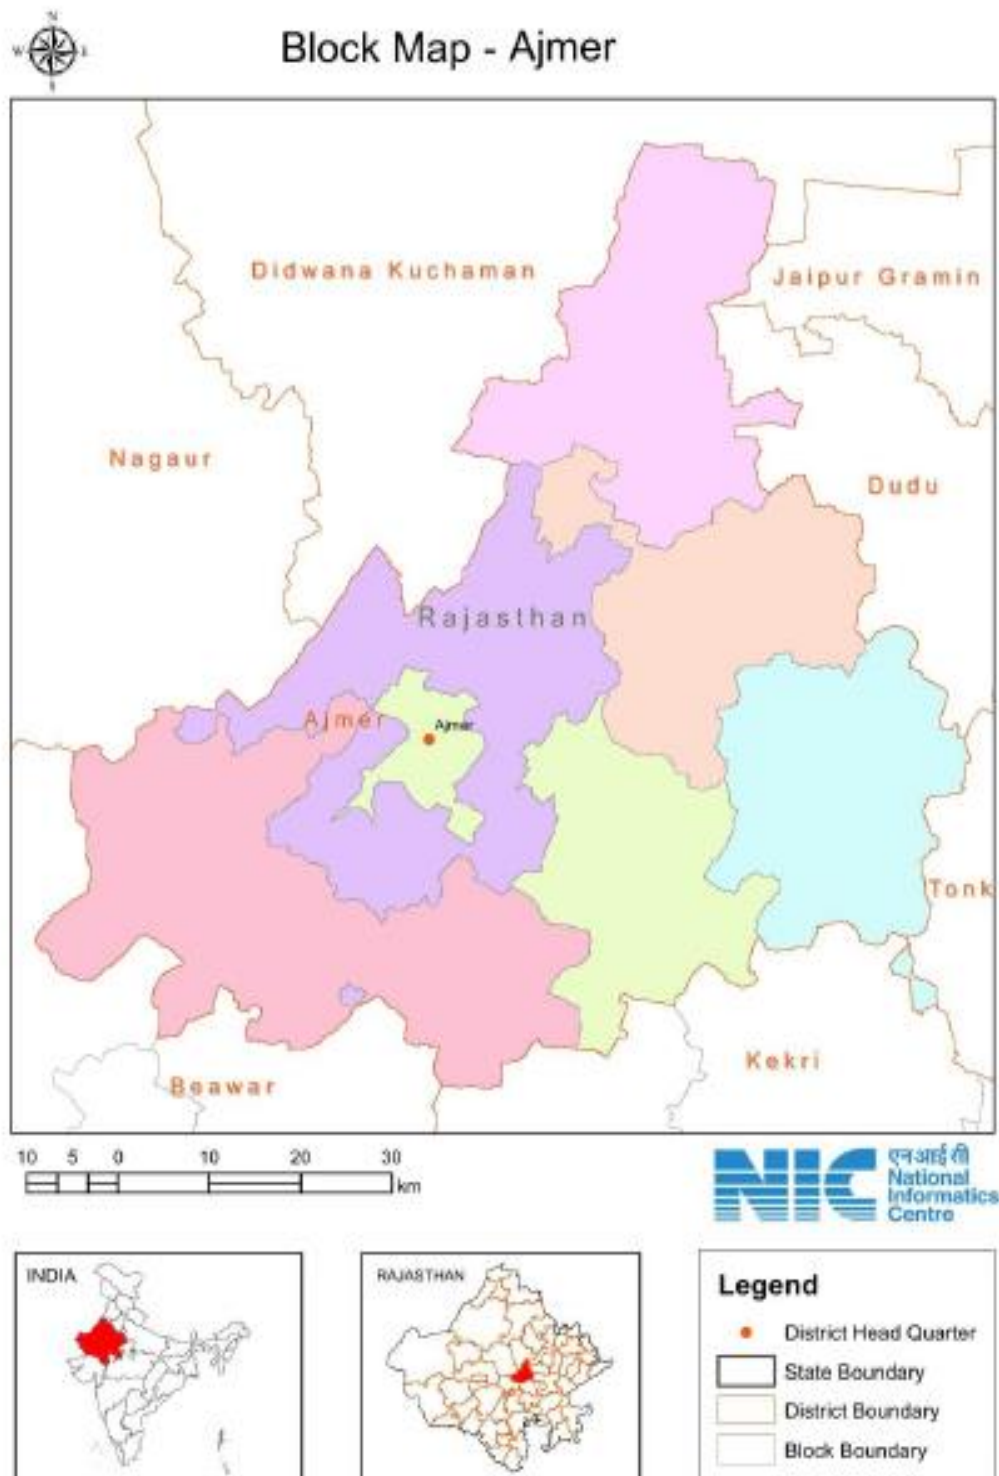 N
W E
S
Block Map - Ajmer
Didwana Kuchaman
Jaipur Gramin
Nagaur
Dudu
Rajasthan
Ajmer
Ajmer
Tonk
Kekri
Beawar
10 5 0 10 20 30
km
NIC
एनआईसी
National
Informatics
Centre
INDIA
RAJASTHAN
Legend
District Head Quarter
State Boundary
District Boundary
Block Boundary